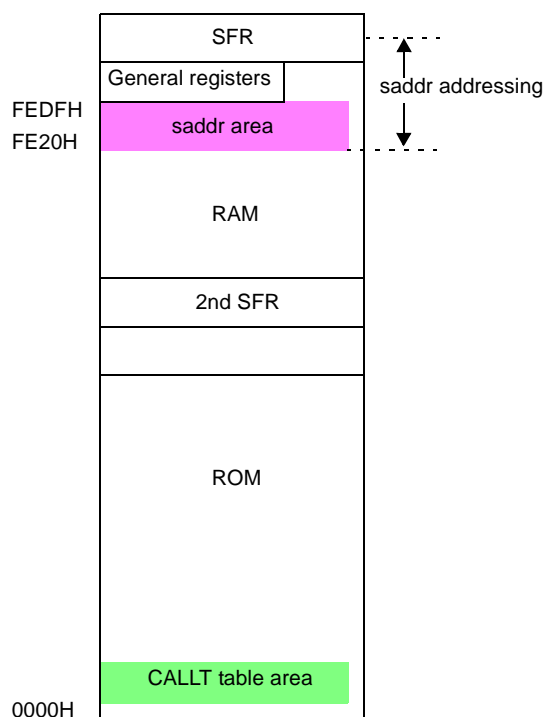 SFR
General registers
saddr addressing
FEDFH
saddr area
FE20H
RAM
2nd SFR
ROM
CALLT table area
0000H